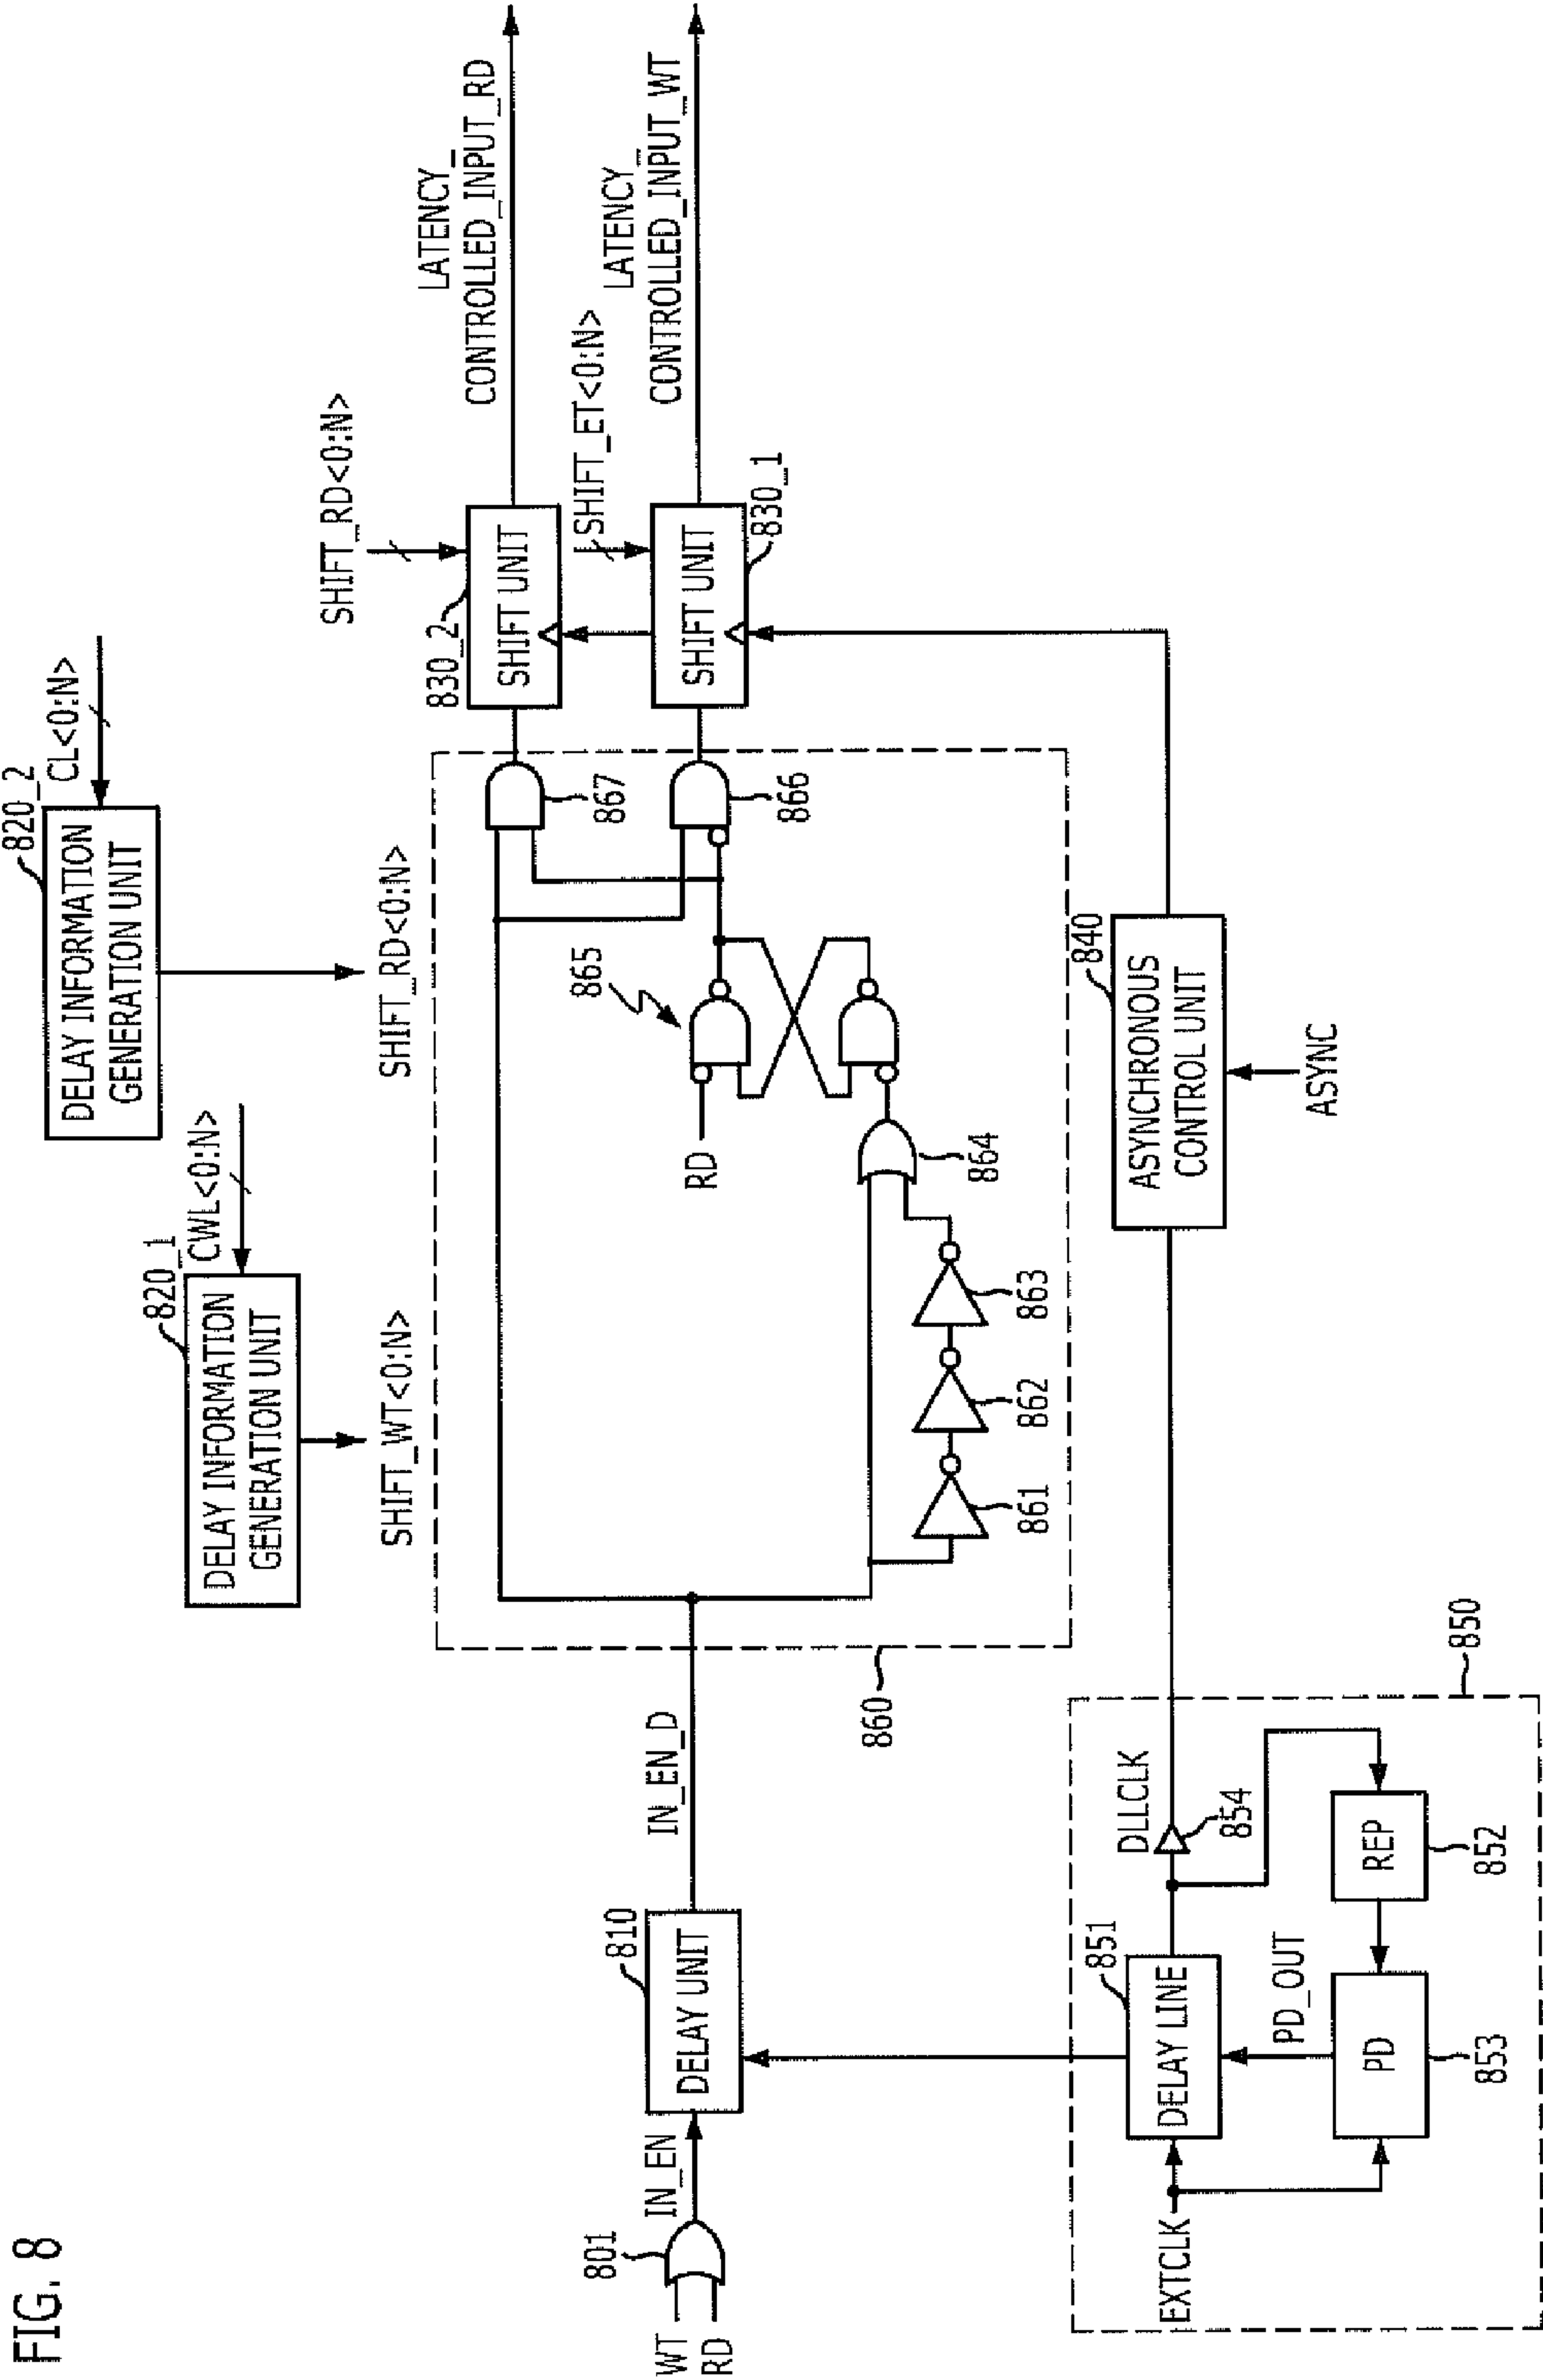 FIG. 8
820_2
DELAY INFORMATION
GENERATION UNIT
CL<0:N>
820_1
DELAY INFORMATION
GENERATION UNIT
CWL<0:N>
SHIFT_WT<0:N>
SHIFT_RD<0:N>
SHIFT_RD<0:N>
830_2
SHIFT UNIT
LATENCY_
CONTROLLED_INPUT_RD
SHIFT_ET<0:N>
SHIFT UNIT
830_1
LATENCY_
CONTROLLED_INPUT_WT
WT
RD
801
IN_EN
810
DELAY UNIT
IN_EN_D
860
861
862
863
864
RD
865
866
867
840
ASYNCHRONOUS
CONTROL UNIT
ASYNC
EXTCLK
851
DELAY LINE
DLLCLK
854
PD_OUT
PD
853
REP
852
850